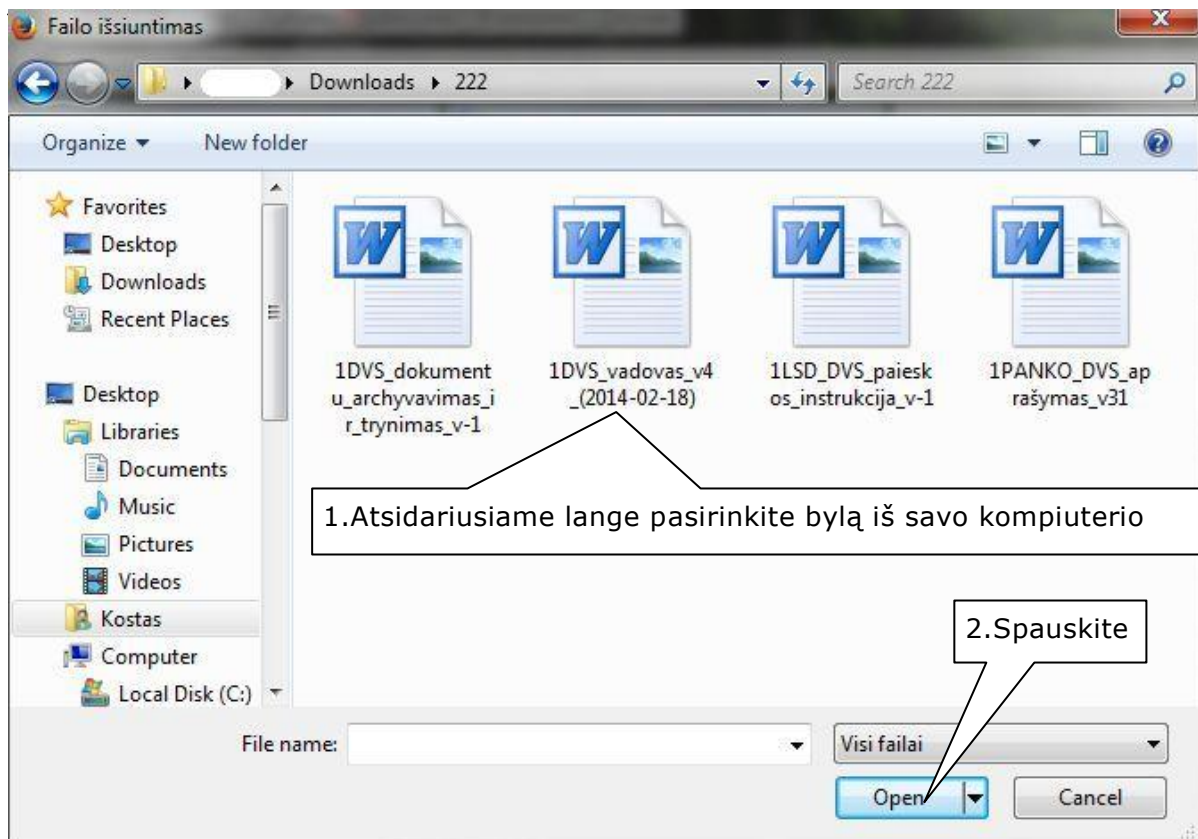 Failo išsiuntimas
Downloads 222
Search 222
Organize New folder
Favorites
Desktop
Downloads
Recent Places
Desktop
Libraries
Documents
Music
Pictures
Videos
Kostas
Computer
Local Disk (C:)
1DVS_dokument
u_archyvavimas_i
r_trynimas_v-1
1DVS_vadovas_v4
_(2014-02-18)
1LSD_DVS_paiesk
os_instrukcija_v-1
1PANKO_DVS_ap
rašymas_v31
1.Atsidariusiame lange pasirinkite bylą iš savo kompiuterio
2.Spauskite
File name:
Visi failai
Open
Cancel